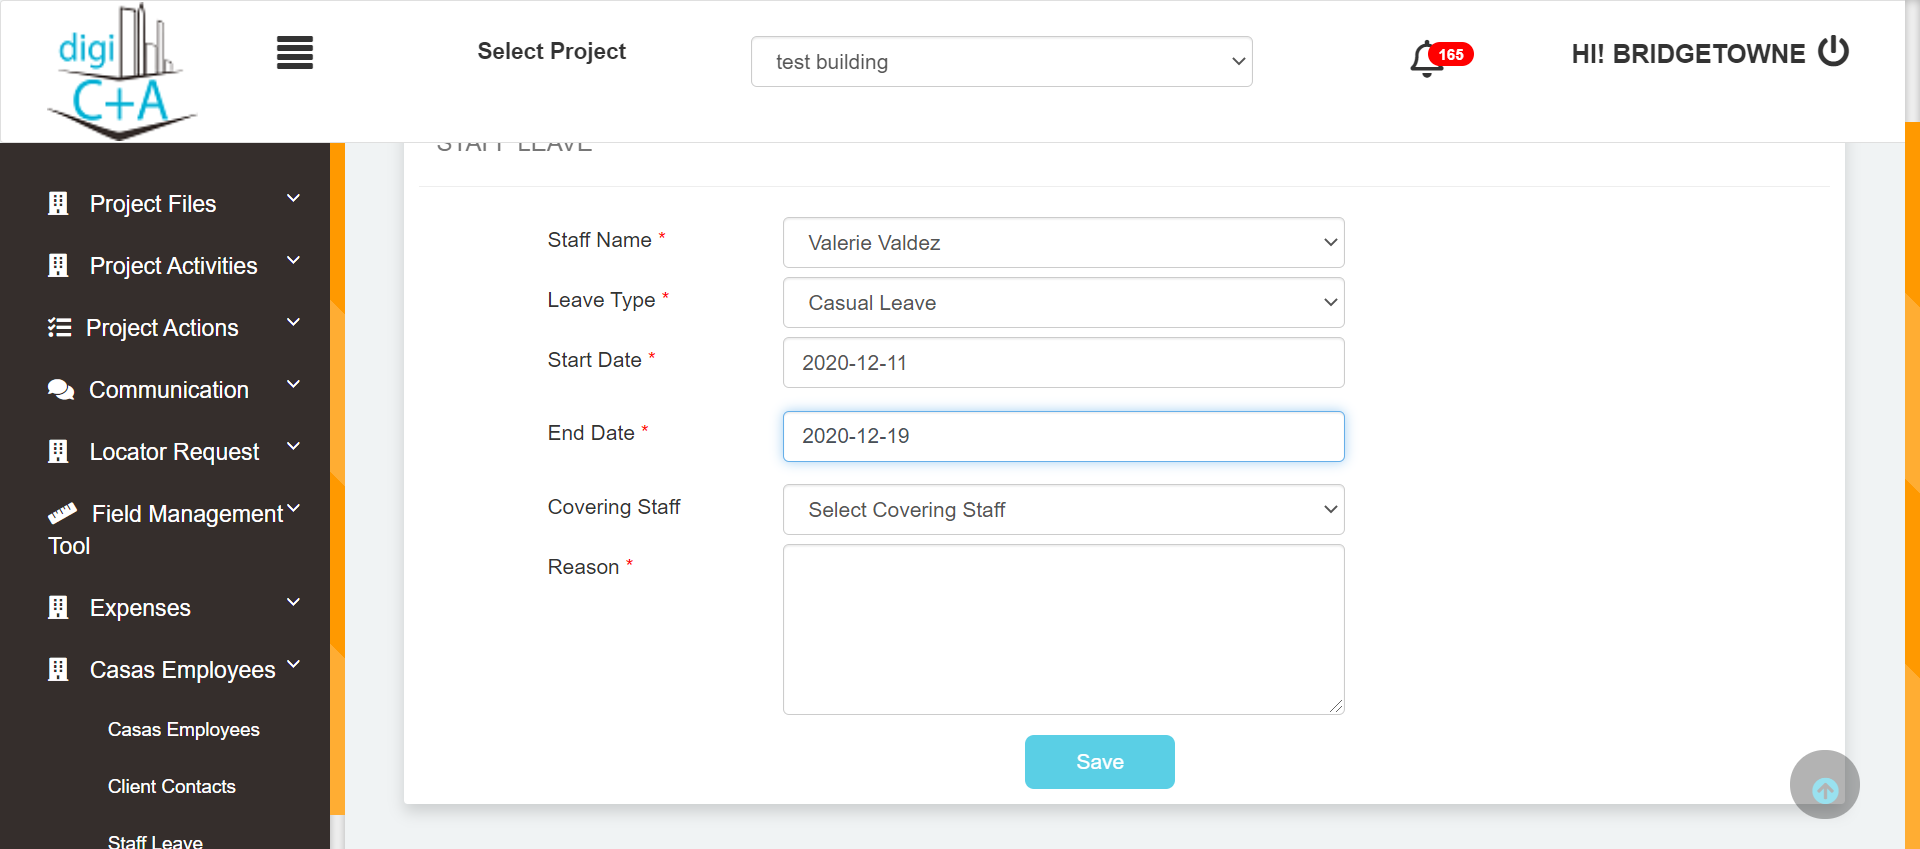 digi
C+A
Select Project
test building
165
HI! BRIDGETOWNE
STAFF LEAVE
Project Files
Project Activities
Project Actions
Communication
Locator Request
Field Management
Tool
Expenses
Casas Employees
Casas Employees
Client Contacts
Staff Leave
Staff Name *
Valerie Valdez
Leave Type *
Casual Leave
Start Date *
2020-12-11
End Date *
2020-12-19
Covering Staff
Select Covering Staff
Reason *
Save